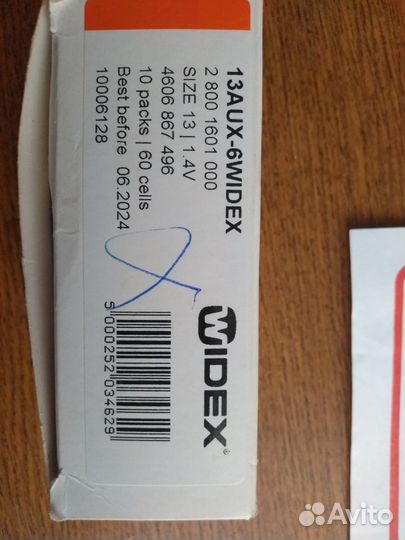 13AUX-6WIDEX
2 800 1601 000
SIZE 13 | 1.4V
4606 867 496
10 packs | 60 cells
Best before 06.2024
10006128
WIDEX®
5 000252 034629
Avito